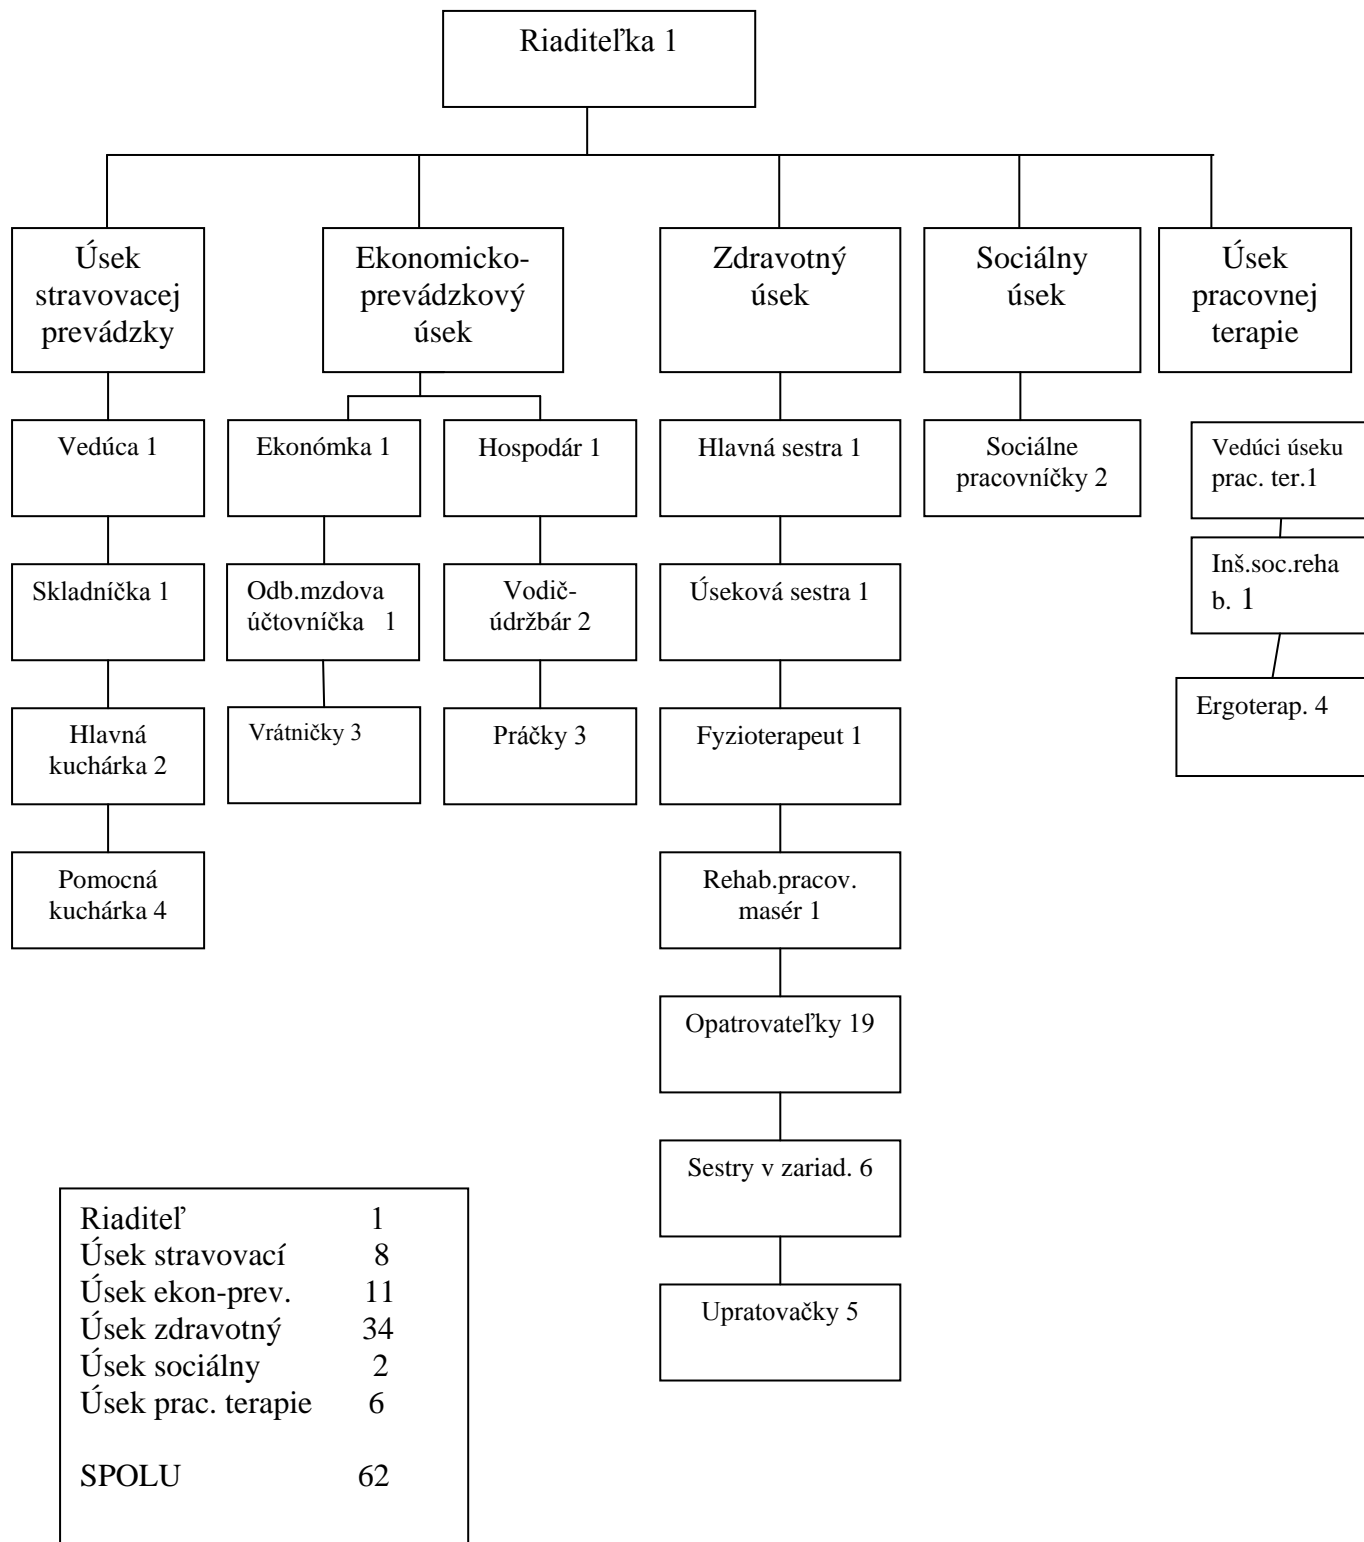 Riaditeľka 1
Úsek
stravovacej
prevádzky
Ekonomicko-
prevádzkový
úsek
Zdravotný
úsek
Sociálny
úsek
Úsek
pracovnej
terapie
Vedúca 1
Ekonómka 1
Hospodár 1
Hlavná sestra 1
Sociálne
pracovníčky 2
Vedúci úseku
prac. ter.1
Skladníčka 1
Odb.mzdova
účtovníčka 1
Vodič-
údržbár 2
Úseková sestra 1
Inš.soc.reha
b. 1
Hlavná
kuchárka 2
Vrátničky 3
Práčky 3
Fyzioterapeut 1
Ergoterap. 4
Pomocná
kuchárka 4
Rehab.pracov.
masér 1
Opatrovateľky 19
Sestry v zariad. 6
Upratovačky 5
Riaditeľ 1
Úsek stravovací 8
Úsek ekon-prev. 11
Úsek zdravotný 34
Úsek sociálny 2
Úsek prac. terapie 6
SPOLU 62